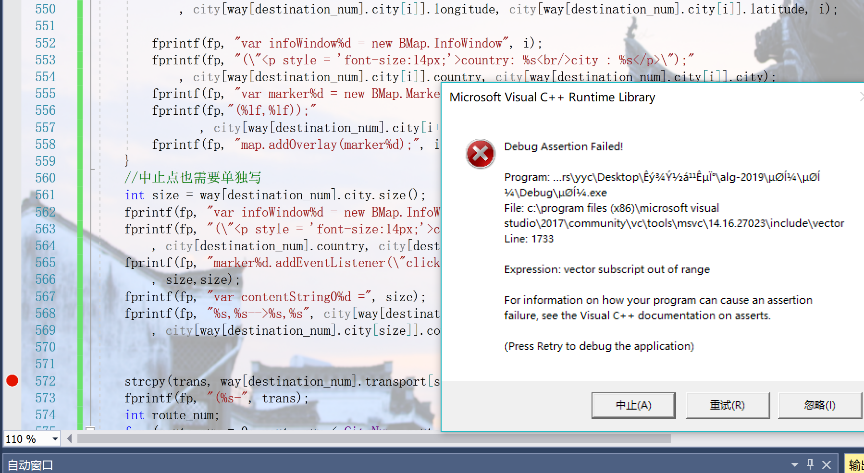 550 , city[way[destination_num].city[i]].longitude, city[way[destination_num].city[i]].latitude, i);
551
552 fprintf(fp, "var infoWindow%d = new BMap.InfoWindow", i);
553 fprintf(fp, "(\"<p style = 'font-size:14px;'>country: %s<br/>city : %s</p>\");"
554 , city[way[destination_num].city[i]].country, city[way[destination_num].city[i]].city);
555 fprintf(fp, "var marker%d = new BMap.Marke
556 fprintf(fp,"(%lf,%lf));"
557 , city[way[destination_num].city[i
558 fprintf(fp, "map.addOverlay(marker%d);", i
559 }
560 //中止点也需要单独写
561 int size = way[destination_num].city.size();
562 fprintf(fp, "var infoWindow%d = new BMap.InfoW
563 fprintf(fp, "(\"<p style = 'font-size:14px;'>c
564 , city[destination_num].country, city[dest
565 fprintf(fp, "marker%d.addEventListener(\"click
566 , size,size);
567 fprintf(fp, "var contentString0%d =", size);
568 fprintf(fp, "%s,%s-->%s,%s", city[way[destinat
569 , city[way[destination_num].city[size]].co
570
571
572 strcpy(trans, way[destination_num].transport[s
573 fprintf(fp, "(%s-", trans);
574 int route_num;
110 %
自动窗口
输
Microsoft Visual C++ Runtime Library
Debug Assertion Failed!
Program: ...rs\yyc\Desktop\Êý¾Ý½á¹¹ÊµÏ°\alg-2019\µØÍ¼\µØÍ
¼\Debug\µØÍ¼.exe
File: c:\program files (x86)\microsoft visual
studio\2017\community\vc\tools\msvc\14.16.27023\include\vector
Line: 1733
Expression: vector subscript out of range
For information on how your program can cause an assertion
failure, see the Visual C++ documentation on asserts.
(Press Retry to debug the application)
中止(A)
重试(R)
忽略(I)